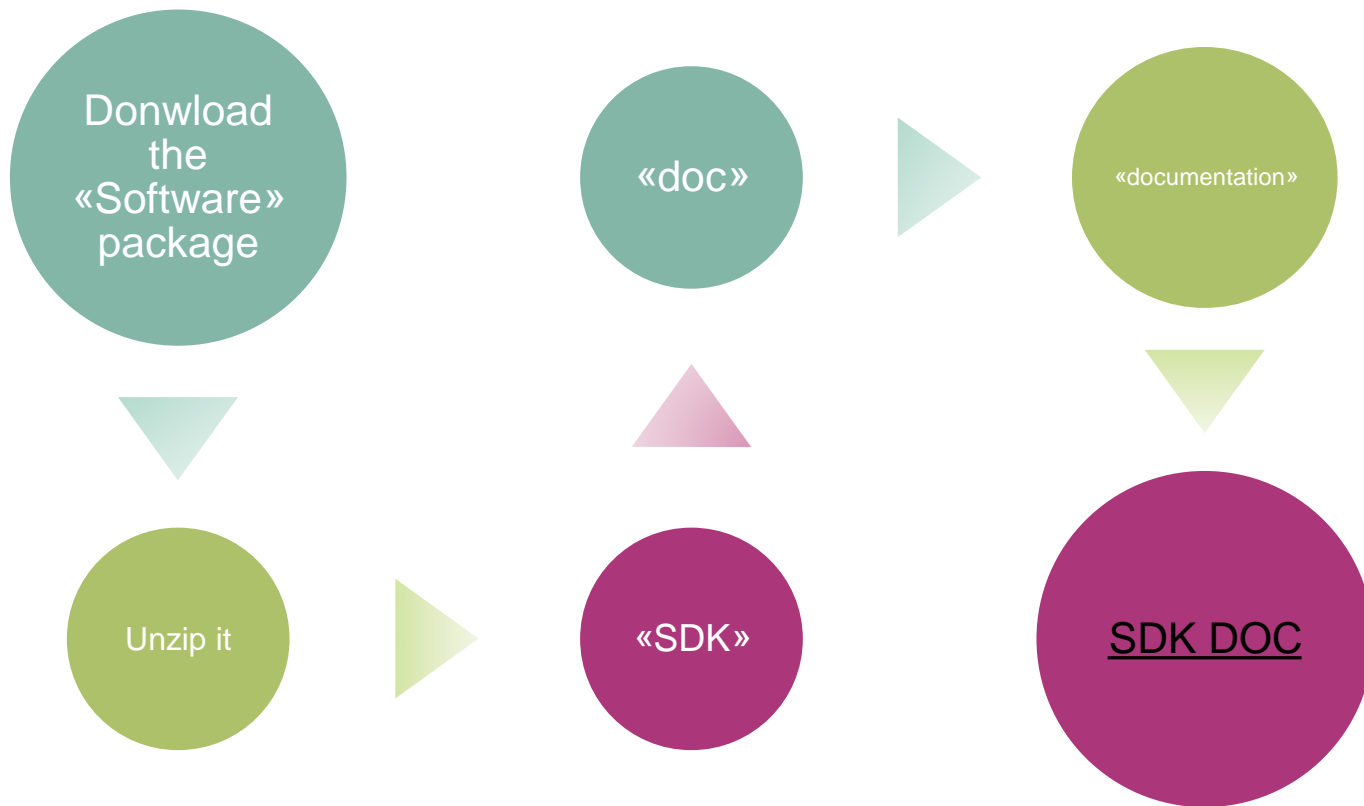 Donwload
the
«Software»
package
Unzip it
«SDK»
«doc»
«documentation»
SDK DOC